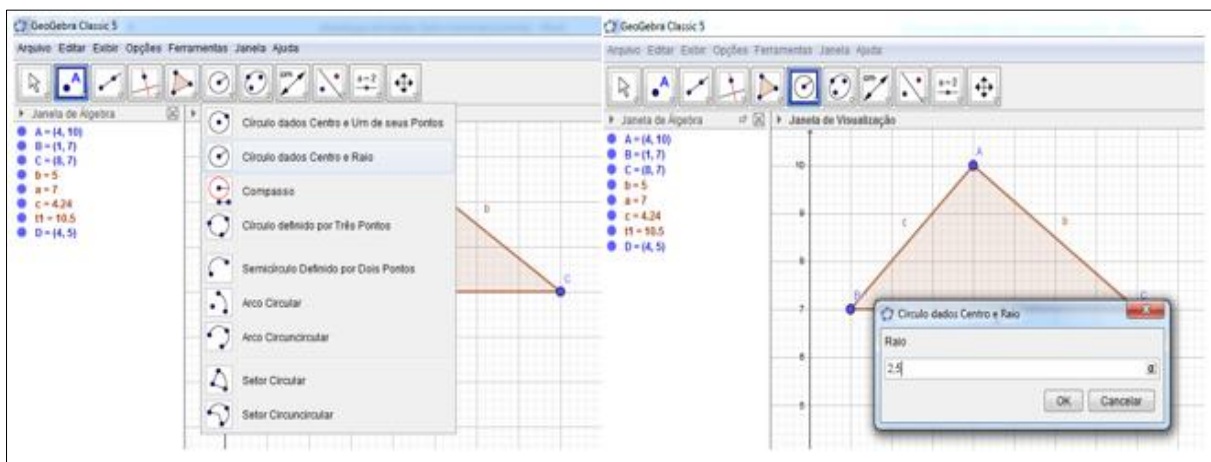 GeoGebra Classic 5
Arquivo Editar Exibir Opções Ferramentas Janela Ajuda
A
a=2
Janela de Álgebra
A = (4, 10)
B = (1, 7)
C = (8, 7)
b = 5
a = 7
c = 4.24
t1 = 10.5
D = (4, 5)
Círculo dados Centro e Um de seus Pontos
Círculo dados Centro e Raio
Compasso
Círculo definido por Três Pontos
Semicírculo Definido por Dois Pontos
Arco Circular
Arco Circuncircular
Setor Circular
Setor Circuncircular
b
C
GeoGebra Classic 5
Arquivo Editar Exibir Opções Ferramentas Janela Ajuda
A
a=2
Janela de Álgebra
Janela de Visualização
A = (4, 10)
B = (1, 7)
C = (8, 7)
b = 5
a = 7
c = 4.24
t1 = 10.5
D = (4, 5)
A
10
9
c
b
8
B
C
7
6
5
Círculo dados Centro e Raio
Raio
2.5
α
OK Cancelar